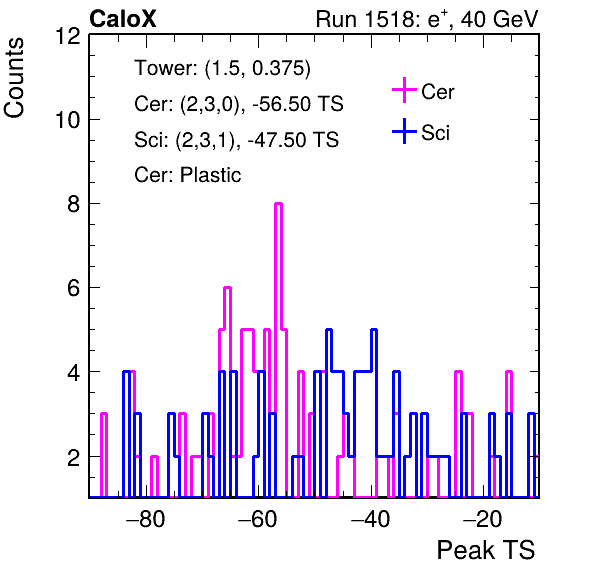 CaloX Run 1518: e+, 40 GeV
Counts
Tower: (1.5, 0.375)
Cer: (2,3,0), -56.50 TS
Sci: (2,3,1), -47.50 TS
Cer: Plastic
Cer
Sci
12
10
8
6
4
2
−80 −60 −40 −20
Peak TS